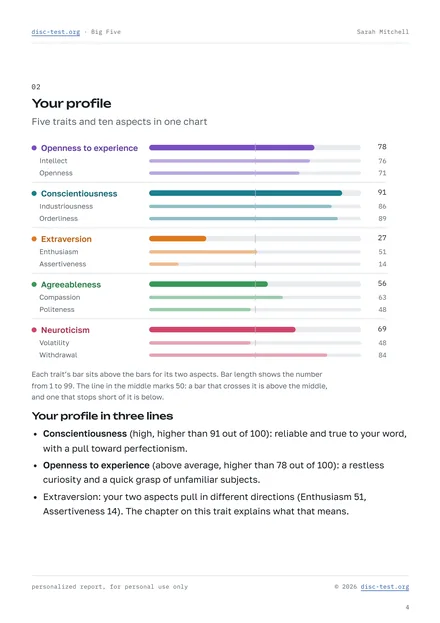 disc-test.org · Big Five
Sarah Mitchell
02
Your profile
Five traits and ten aspects in one chart
Openness to experience 78
Intellect 76
Openness 71
Conscientiousness 91
Industriousness 86
Orderliness 89
Extraversion 27
Enthusiasm 51
Assertiveness 14
Agreeableness 56
Compassion 63
Politeness 48
Neuroticism 69
Volatility 48
Withdrawal 84
Each trait's bar sits above the bars for its two aspects. Bar length shows the number
from 1 to 99. The line in the middle marks 50: a bar that crosses it is above the middle,
and one that stops short of it is below.
Your profile in three lines
• Conscientiousness (high, higher than 91 out of 100): reliable and true to your word,
with a pull toward perfectionism.
• Openness to experience (above average, higher than 78 out of 100): a restless
curiosity and a quick grasp of unfamiliar subjects.
• Extraversion: your two aspects pull in different directions (Enthusiasm 51,
Assertiveness 14). The chapter on this trait explains what that means.
personalized report, for personal use only
© 2026 disc-test.org
4